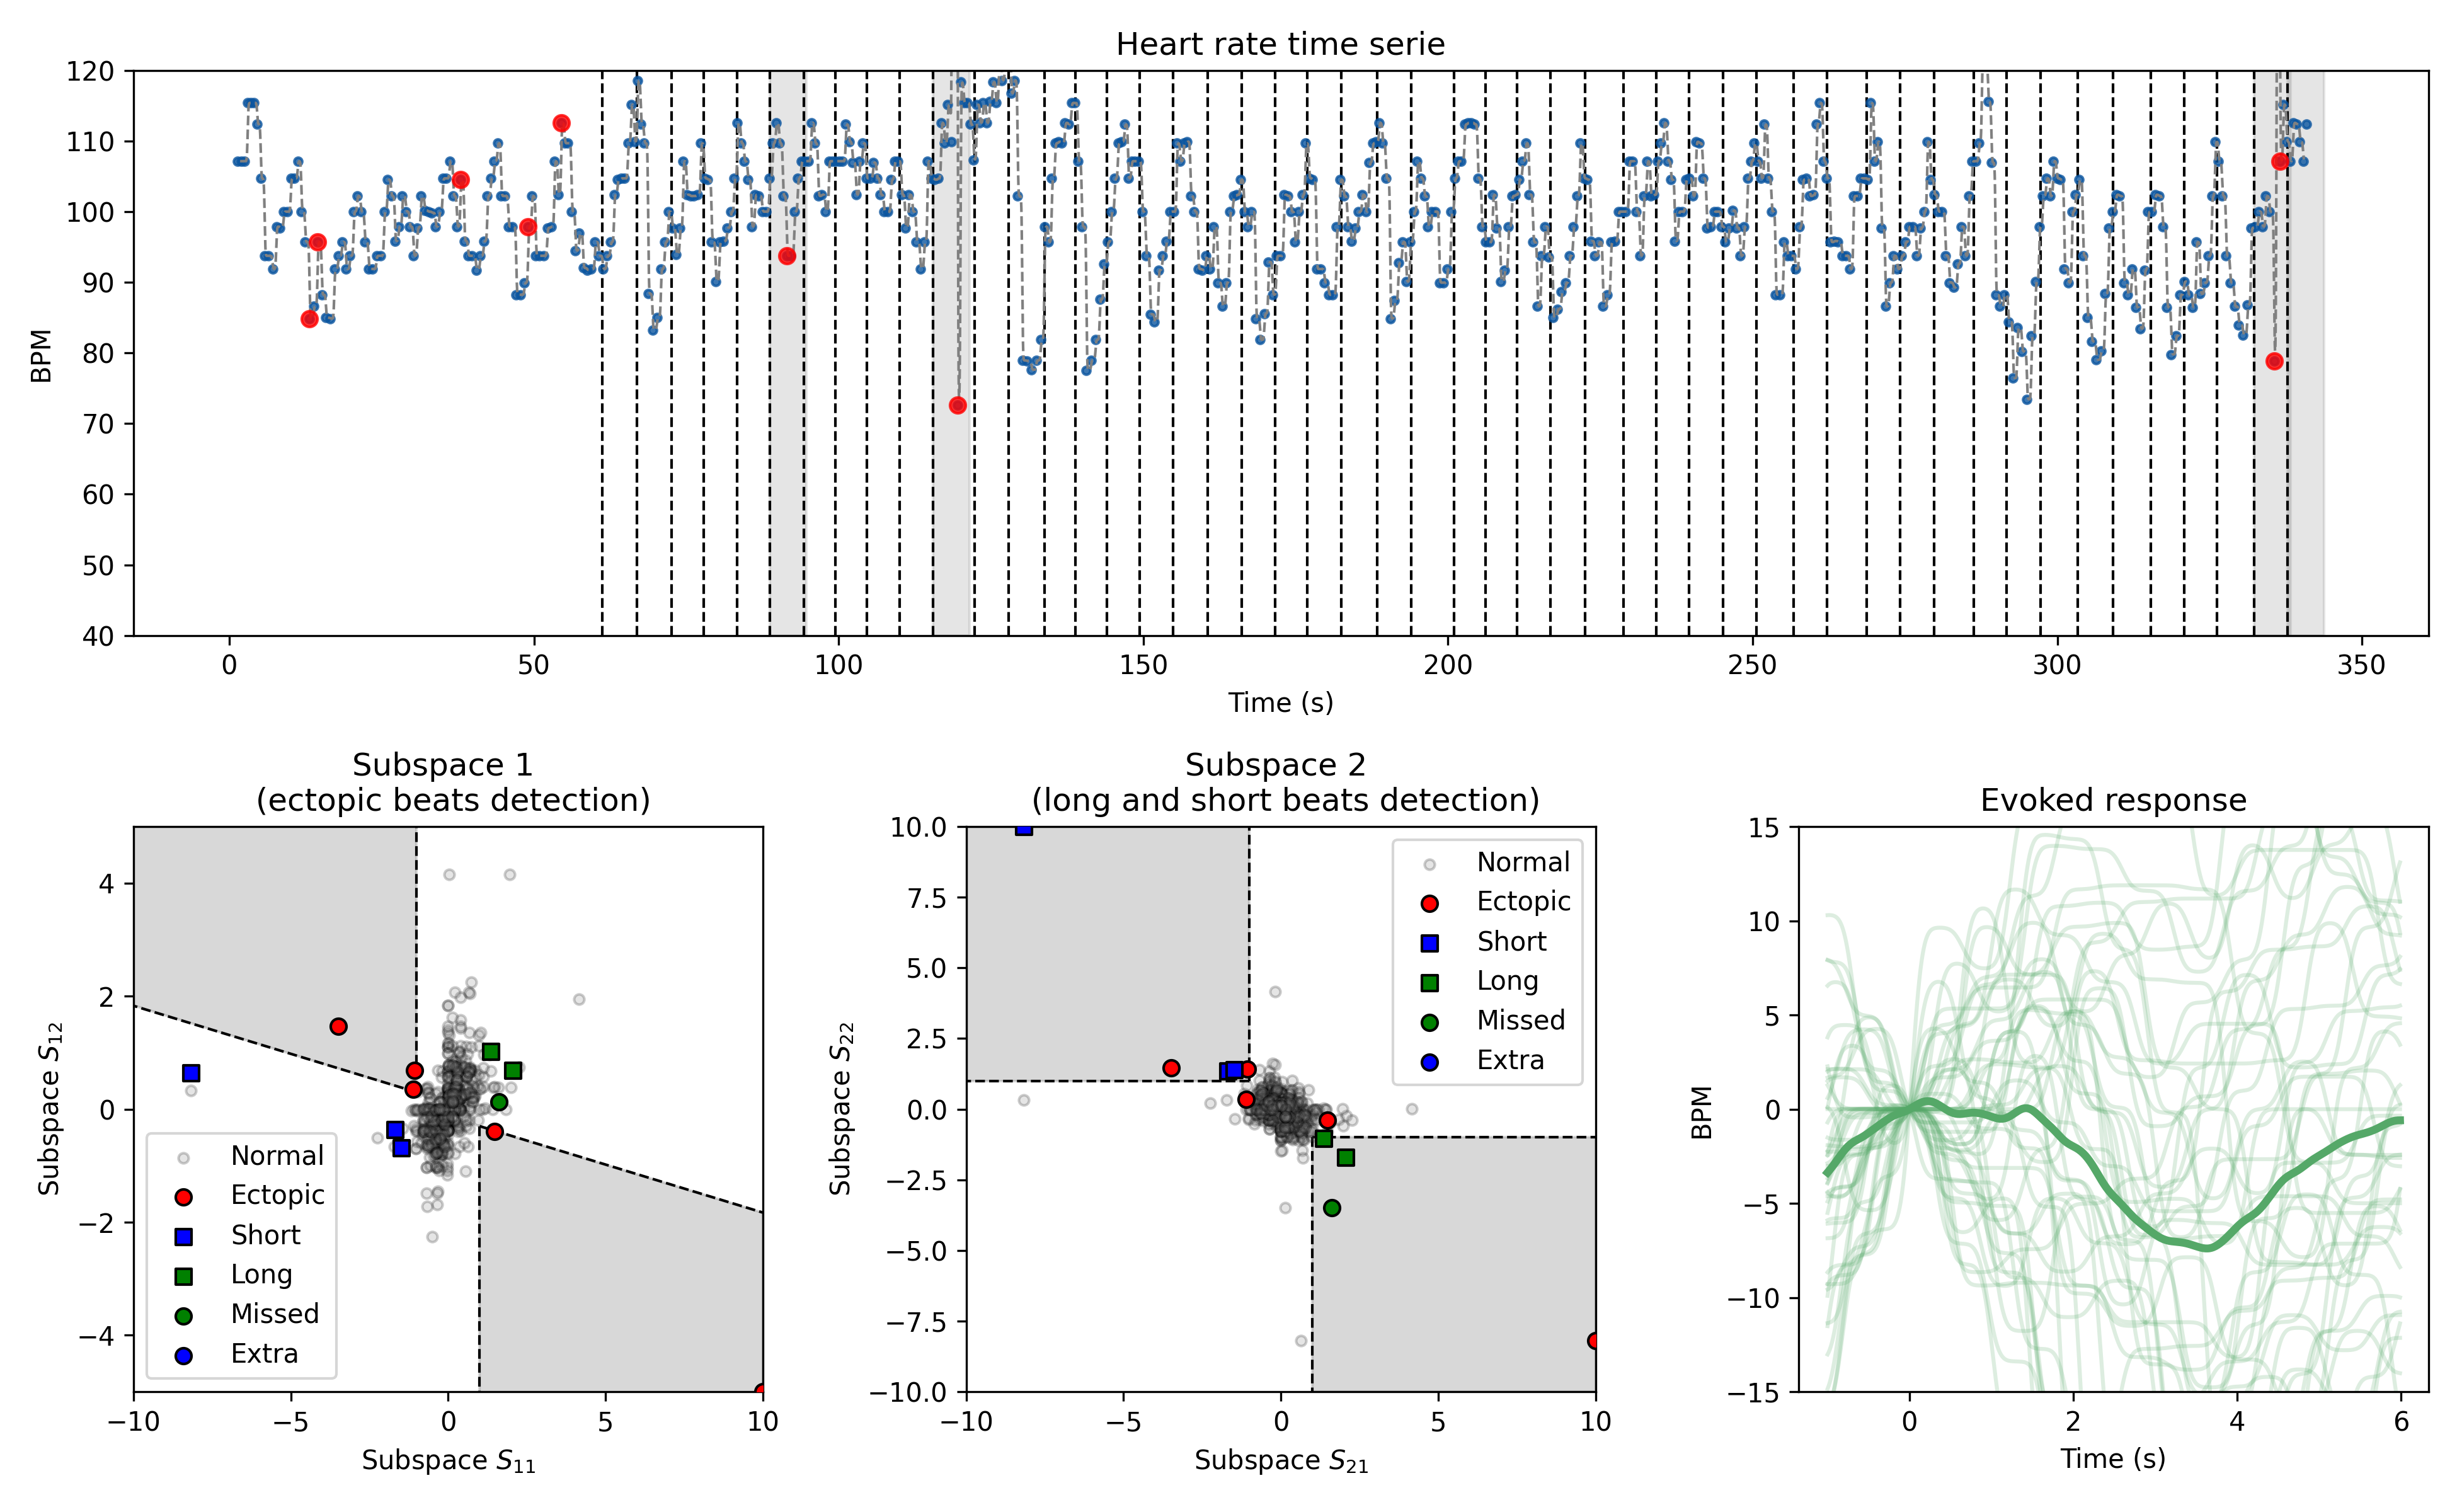 Heart rate time serie
120
110
100
90
80
70
60
50
40
BPM
0 50 100 150 200 250 300 350
Time (s)
Subspace 1
(ectopic beats detection)
4
2
0
−2
−4
Subspace S12
Normal
Ectopic
Short
Long
Missed
Extra
−10 −5 0 5 10
Subspace S11
Subspace 2
(long and short beats detection)
10.0
7.5
5.0
2.5
0.0
−2.5
−5.0
−7.5
−10.0
Subspace S22
Normal
Ectopic
Short
Long
Missed
Extra
−10 −5 0 5 10
Subspace S21
Evoked response
15
10
5
0
−5
−10
−15
BPM
0 2 4 6
Time (s)